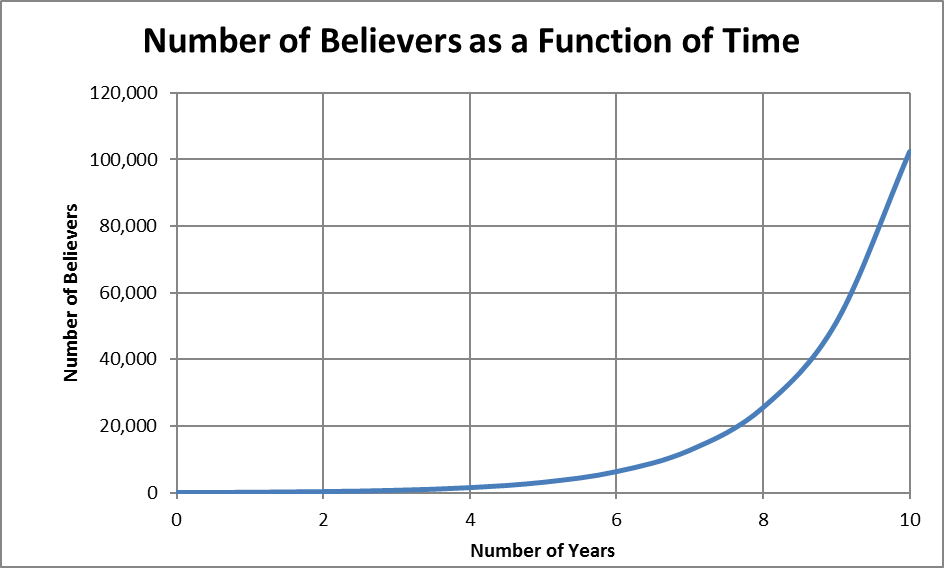 Number of Believers as a Function of Time
120,000
100,000
80,000
60,000
40,000
20,000
0
Number of Believers
0 2 4 6 8 10
Number of Years